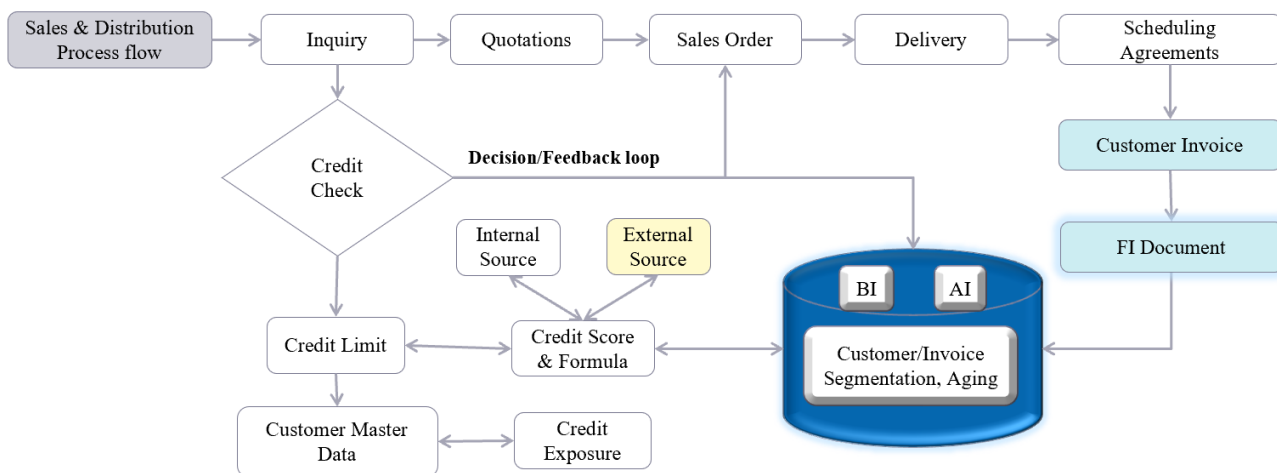 Sales & Distribution
Process flow
Inquiry
Quotations
Sales Order
Delivery
Scheduling
Agreements
Customer Invoice
Decision/Feedback loop
Credit
Check
Internal
Source
External
Source
FI Document
BI
AI
Credit Limit
Credit Score
& Formula
Customer/Invoice
Segmentation, Aging
Customer Master
Data
Credit
Exposure